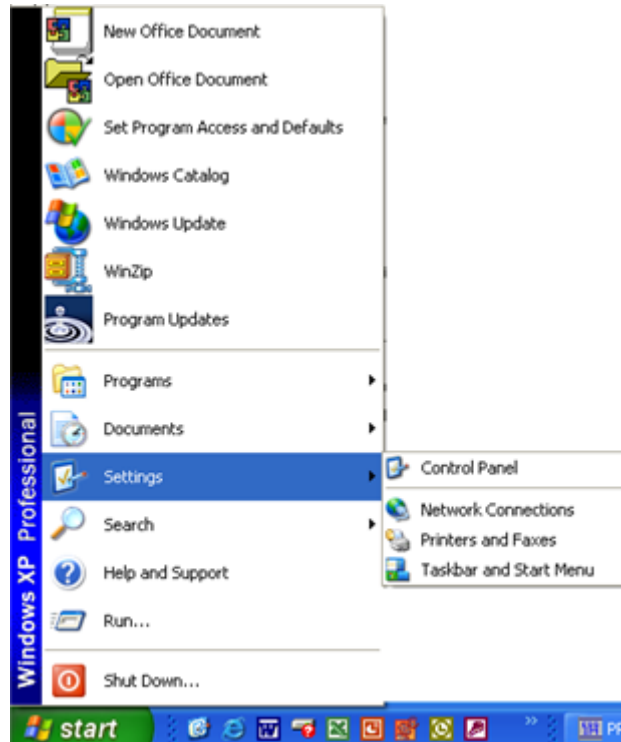 New Office Document
Open Office Document
Set Program Access and Defaults
Windows Catalog
Windows Update
WinZip
Program Updates
Programs
Documents
Settings
Search
Help and Support
Run...
Shut Down...
Windows XP Professional
Control Panel
Network Connections
Printers and Faxes
Taskbar and Start Menu
start